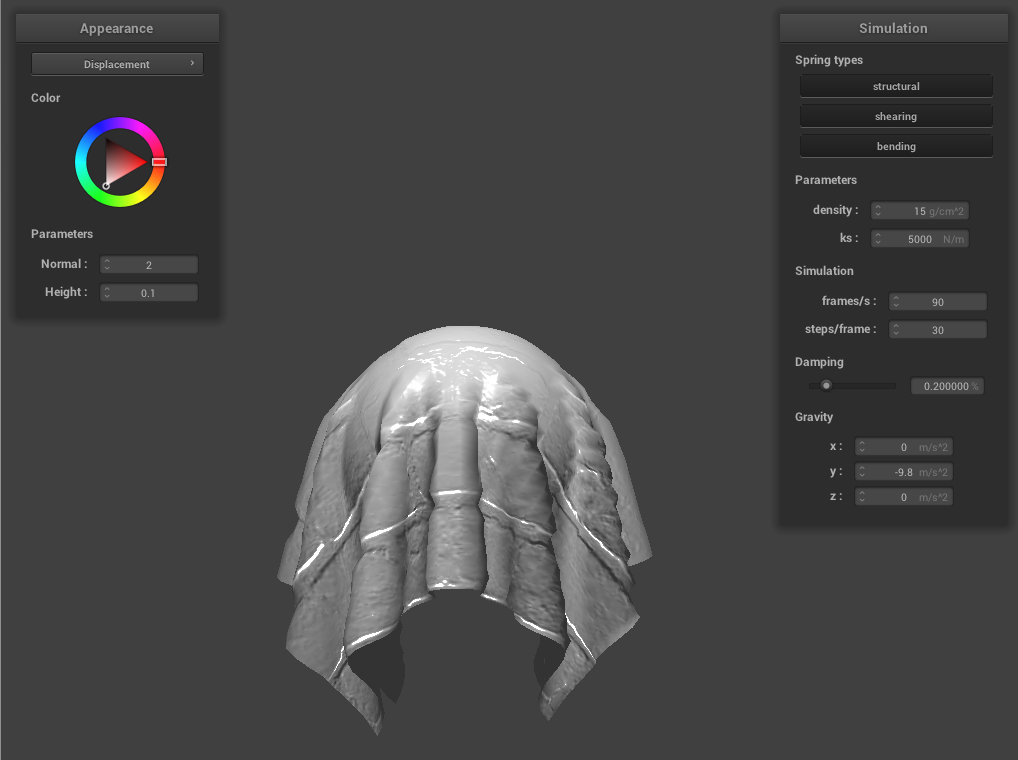 Appearance
Displacement ›
Color
Parameters
Normal : 2
Height : 0.1
Simulation
Spring types
structural
shearing
bending
Parameters
density : 15 g/cm^2
ks : 5000 N/m
Simulation
frames/s : 90
steps/frame : 30
Damping
0.200000 %
Gravity
x : 0 m/s^2
y : -9.8 m/s^2
z : 0 m/s^2